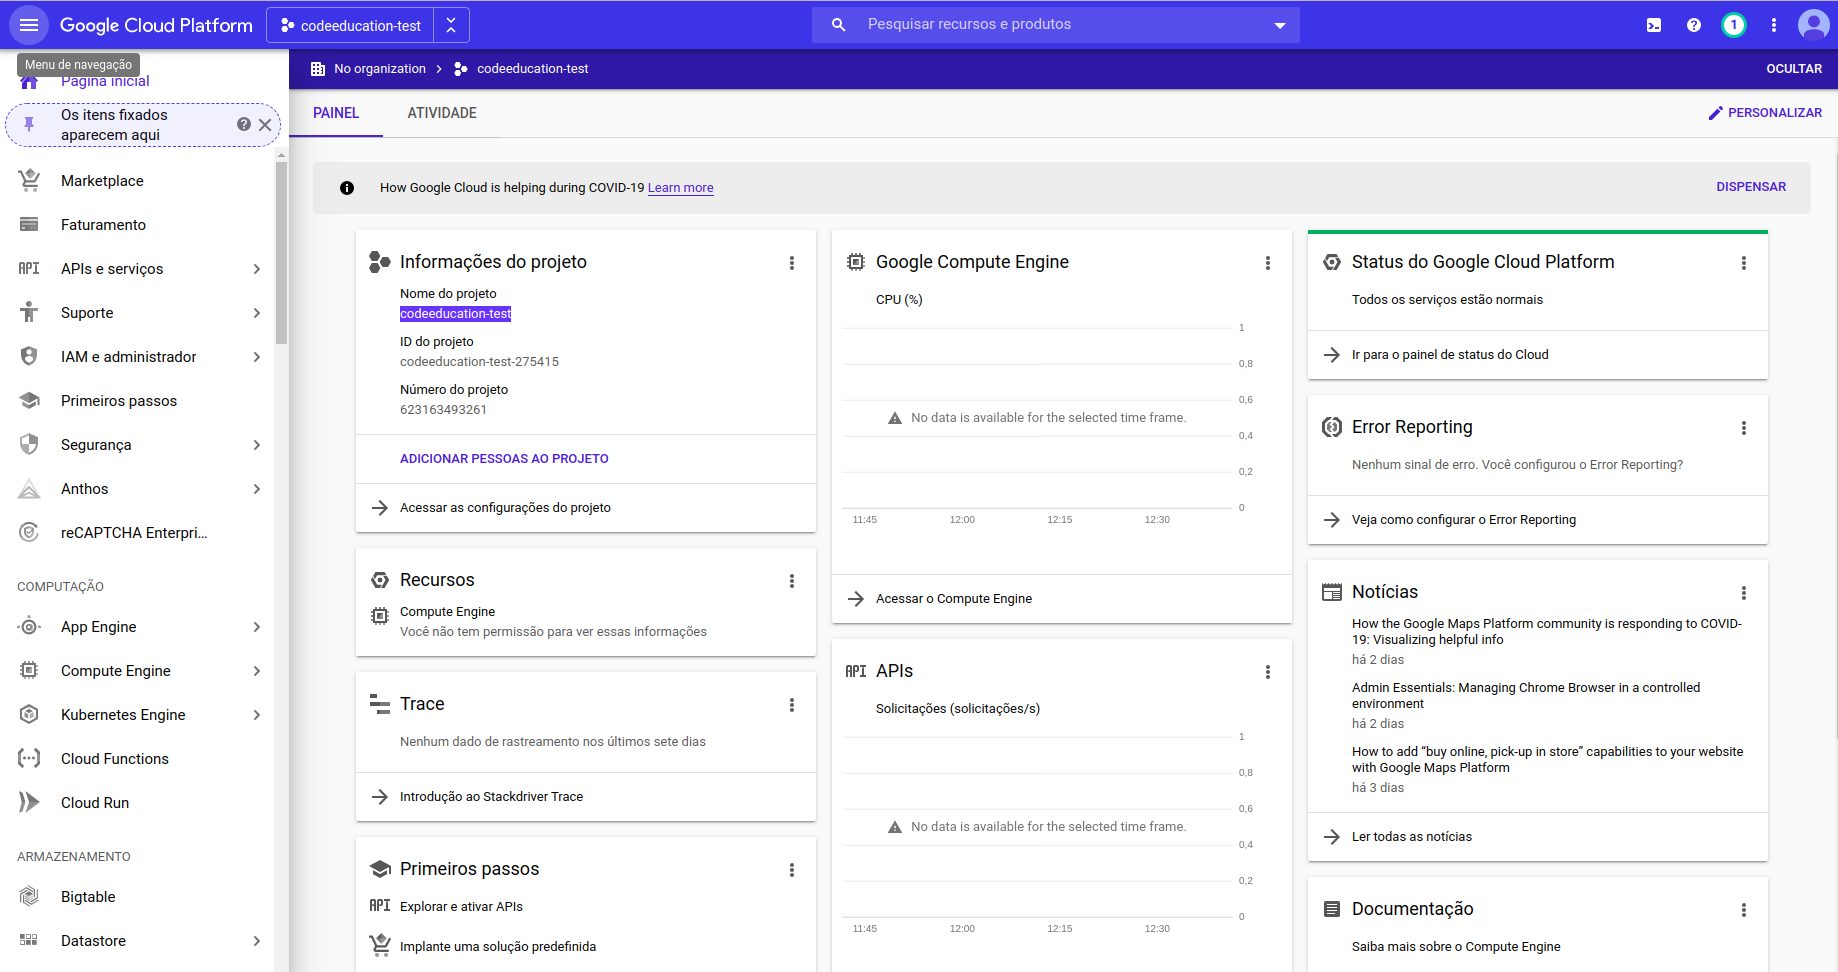 Google Cloud Platform
codeeducation-test
Pesquisar recursos e produtos
1
Menu de navegação
No organization
codeeducation-test
OCULTAR
Página inicial
Os itens fixados
aparecem aqui
Marketplace
Faturamento
API
APIs e serviços
Suporte
IAM e administrador
Primeiros passos
Segurança
Anthos
reCAPTCHA Enterpri...
COMPUTAÇÃO
App Engine
Compute Engine
Kubernetes Engine
Cloud Functions
Cloud Run
ARMAZENAMENTO
Bigtable
Datastore
PAINEL
ATIVIDADE
PERSONALIZAR
How Google Cloud is helping during COVID-19 Learn more
DISPENSAR
Informações do projeto
Nome do projeto
codeeducation-test
ID do projeto
codeeducation-test-275415
Número do projeto
623163493261
ADICIONAR PESSOAS AO PROJETO
Acessar as configurações do projeto
Recursos
Compute Engine
Você não tem permissão para ver essas informações
Trace
Nenhum dado de rastreamento nos últimos sete dias
Introdução ao Stackdriver Trace
Primeiros passos
API
Explorar e ativar APIs
Implante uma solução predefinida
Google Compute Engine
CPU (%)
1
0,8
0,6
No data is available for the selected time frame.
0,4
0,2
0
11:45 12:00 12:15 12:30
Acessar o Compute Engine
API
APIs
Solicitações (solicitações/s)
1
0,8
0,6
No data is available for the selected time frame.
0,4
0,2
0
11:45 12:00 12:15 12:30
Status do Google Cloud Platform
Todos os serviços estão normais
Ir para o painel de status do Cloud
Error Reporting
Nenhum sinal de erro. Você configurou o Error Reporting?
Veja como configurar o Error Reporting
Notícias
How the Google Maps Platform community is responding to COVID-
19: Visualizing helpful info
há 2 dias
Admin Essentials: Managing Chrome Browser in a controlled
environment
há 2 dias
How to add “buy online, pick-up in store” capabilities to your website
with Google Maps Platform
há 3 dias
Ler todas as notícias
Documentação
Saiba mais sobre o Compute Engine